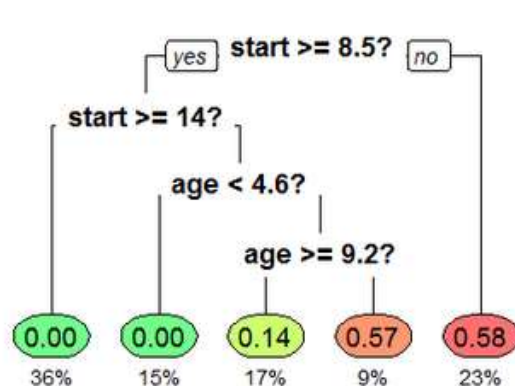 yes start >= 8.5? no
start >= 14?
age < 4.6?
age >= 9.2?
0.00 0.00 0.14 0.57 0.58
36% 15% 17% 9% 23%